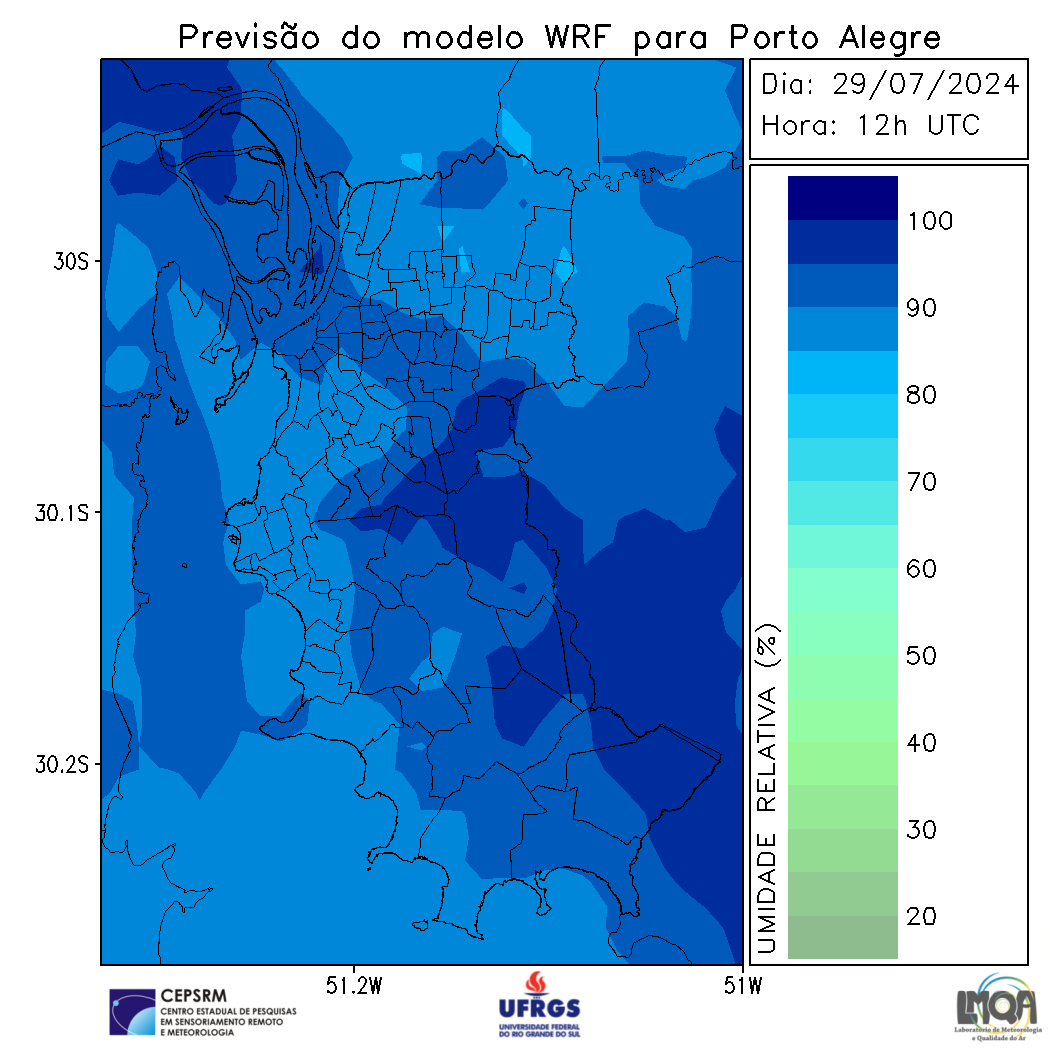 Previsão do modelo WRF para Porto Alegre
Dia: 29/07/2024
Hora: 12h UTC
100
90
80
70
60
50
40
30
20
UMIDADE RELATIVA (%)
30S
30.1S
30.2S
51.2W
51W
CEPSRM
CENTRO ESTADUAL DE PESQUISAS
EM SENSORIAMENTO REMOTO
E METEOROLOGIA
UFRGS
UNIVERSIDADE FEDERAL
DO RIO GRANDE DO SUL
LMQA
Laboratório de Meteorologia
e Qualidade do Ar